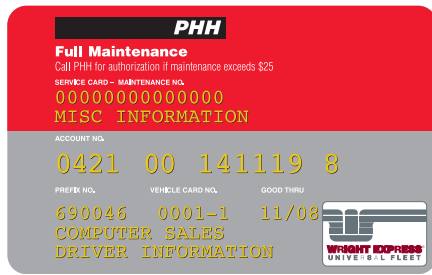 PHH
Full Maintenance
Call PHH for authorization if maintenance exceeds $25
SERVICE CARD – MAINTENANCE NO.
00000000000000
MISC INFORMATION
ACCOUNT NO.
0421 00 141119 8
PREFIX NO. VEHICLE CARD NO. GOOD THRU
690046 0001-1 11/08
COMPUTER SALES
DRIVER INFORMATION
WRIGHT EXPRESS
UNIVERSAL FLEET